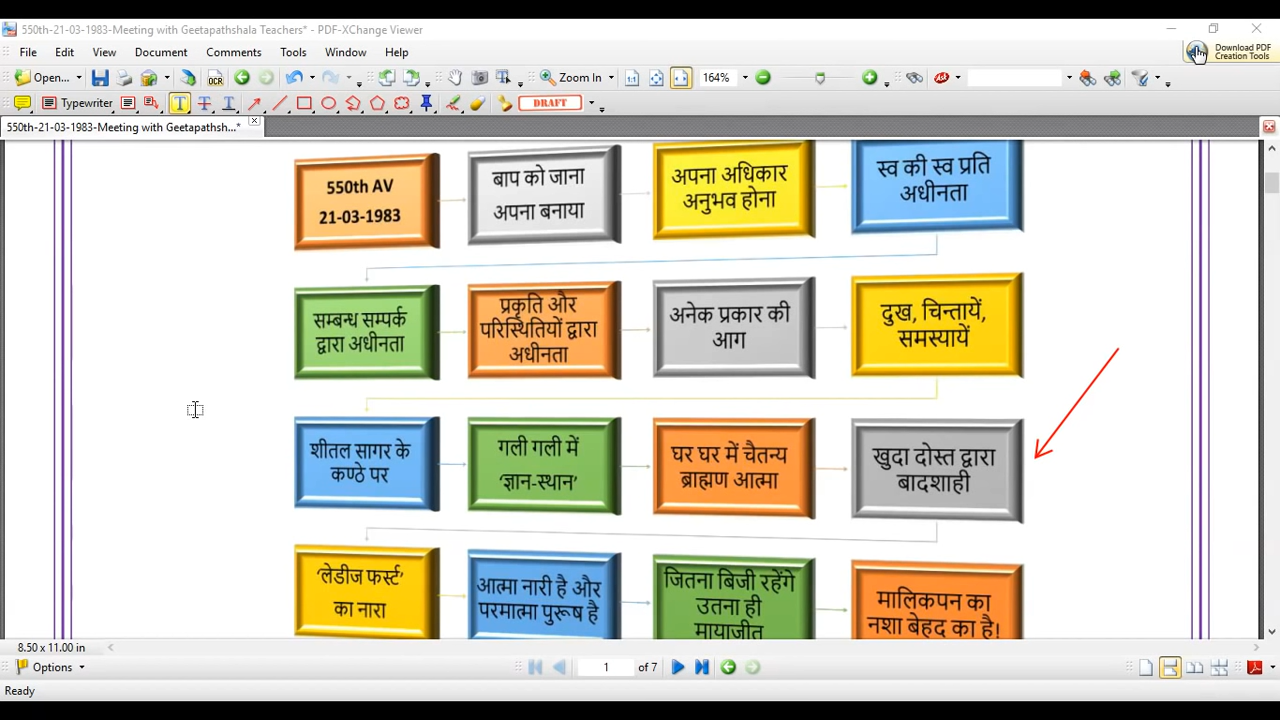 550th-21-03-1983-Meeting with Geetapathshala Teachers* - PDF-XChange Viewer
File Edit View Document Comments Tools Window Help
Download PDF
Creation Tools
Open... OCR Zoom In 164%
Typewriter DRAFT
550th-21-03-1983-Meeting with Geetapathsh...*
550th AV
21-03-1983
बाप को जाना
अपना बनाया
अपना अधिकार
अनुभव होना
स्व की स्व प्रति
अधीनता
सम्बन्ध सम्पर्क
द्वारा अधीनता
प्रकृति और
परिस्थितियों द्वारा
अधीनता
अनेक प्रकार की
आग
दुख, चिन्तायें,
समस्यायें
शीतल सागर के
कण्ठे पर
गली गली में
‘ज्ञान-स्थान’
घर घर में चैतन्य
ब्राह्मण आत्मा
खुदा दोस्त द्वारा
बादशाही
‘लेडीज फर्स्ट’
का नारा
आत्मा नारी है और
परमात्मा पुरूष है
जितना बिजी रहेंगे
उतना ही
मायाजीत
मालिकपन का
नशा बेहद का है!
8.50 x 11.00 in
Options 1 of 7
Ready